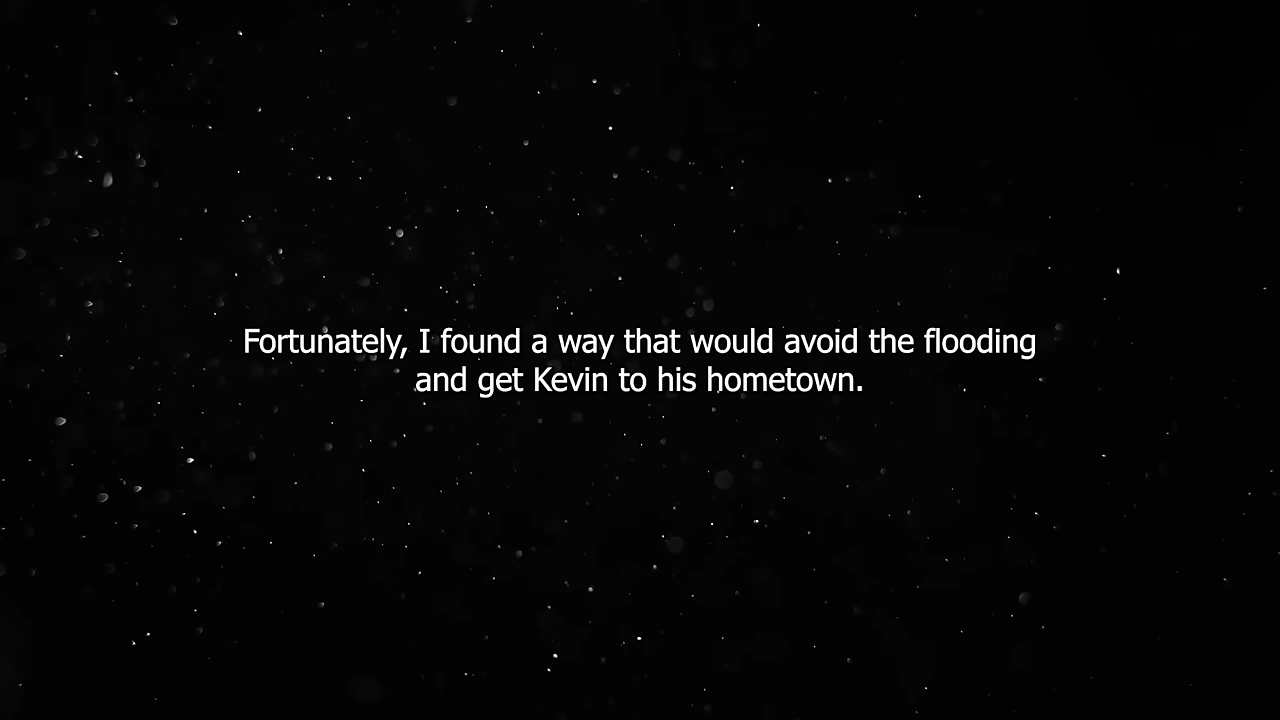 Fortunately, I found a way that would avoid the flooding
and get Kevin to his hometown.